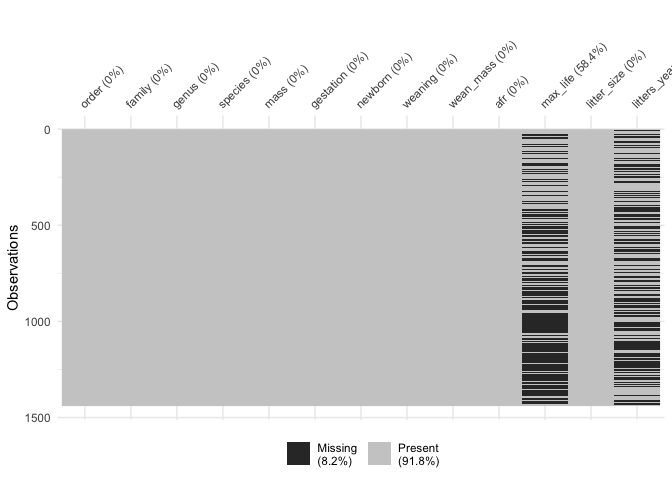 order (0%)
family (0%)
genus (0%)
species (0%)
mass (0%)
gestation (0%)
newborn (0%)
weaning (0%)
wean_mass (0%)
afr (0%)
max_life (58.4%)
litter_size (0%)
litters_year
0
500
1000
1500
Observations
Missing
(8.2%)
Present
(91.8%)